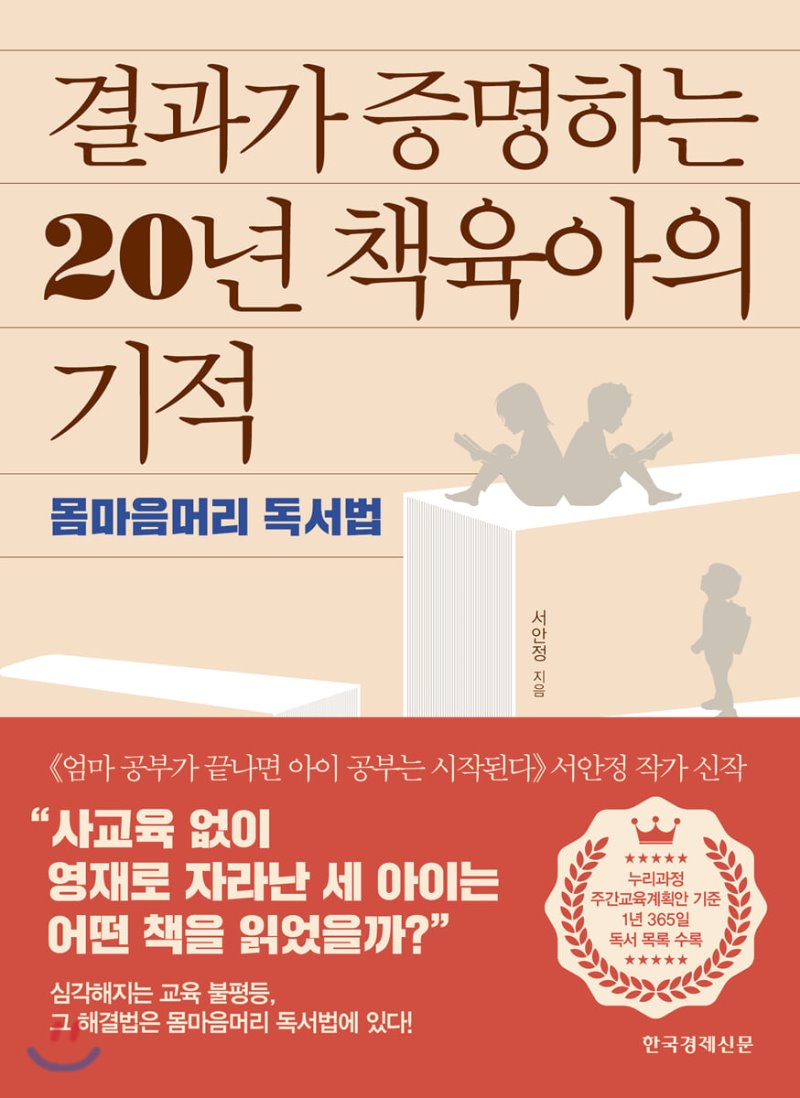 결과가 증명하는
20년 책육아의
기적
몸마음머리 독서법
서안정 지음
《엄마 공부가 끝나면 아이 공부는 시작된다》 서안정 작가 신작
“사교육 없이
영재로 자라난 세 아이는
어떤 책을 읽었을까?”
심각해지는 교육 불평등,
그 해결법은 몸마음머리 독서법에 있다!
누리과정
주간교육계획안 기준
1년 365일
독서 목록 수록
한국경제신문